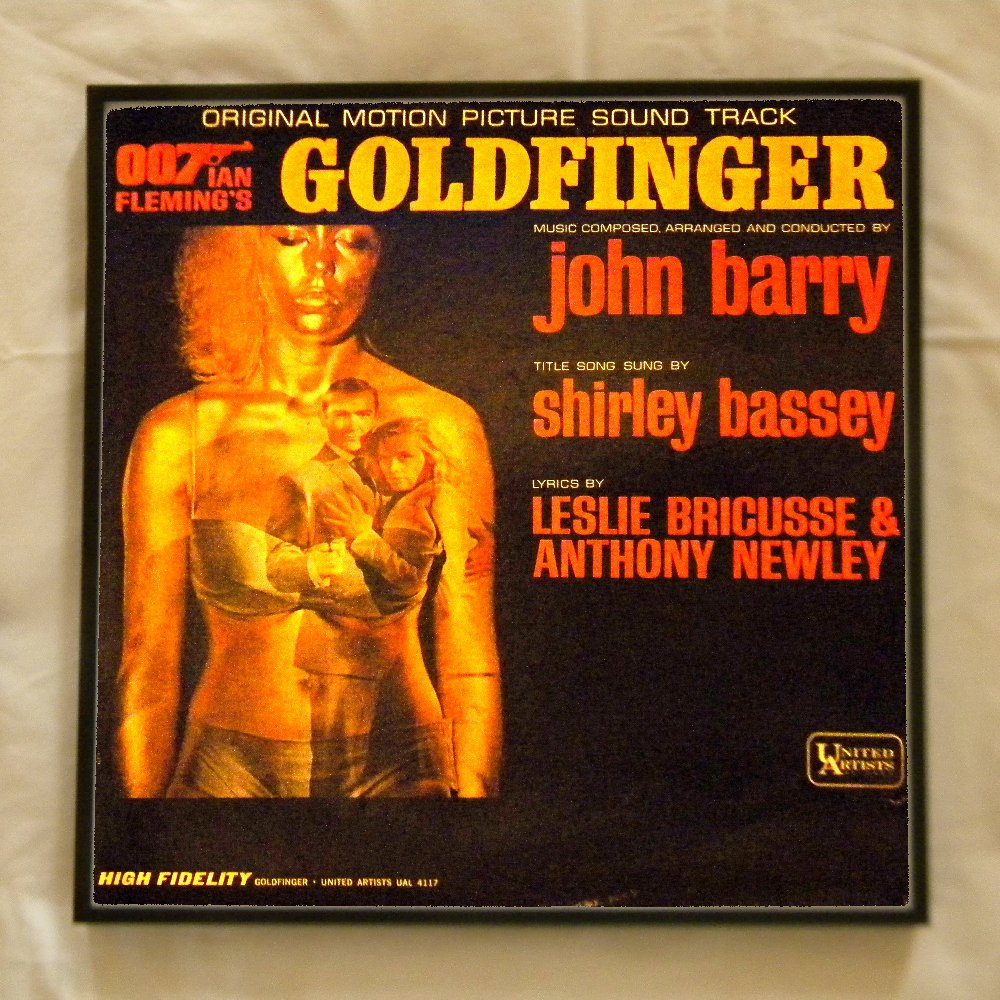 ORIGINAL MOTION PICTURE SOUND TRACK
007 IAN
FLEMING'S
GOLDFINGER
MUSIC COMPOSED, ARRANGED AND CONDUCTED BY
john barry
TITLE SONG SUNG BY
shirley bassey
LYRICS BY
LESLIE BRICUSSE &
ANTHONY NEWLEY
UNITED
ARTISTS
HIGH FIDELITY GOLDFINGER · UNITED ARTISTS UAL 4117